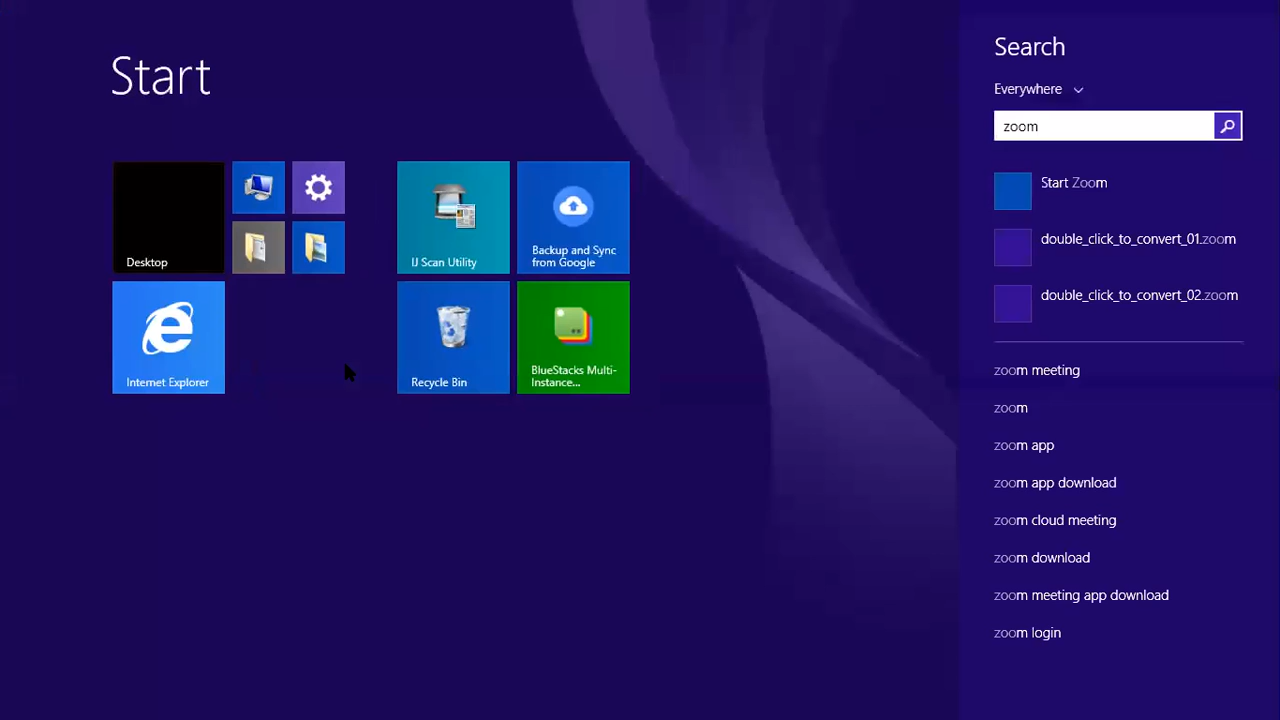 Start
Desktop
Internet Explorer
IJ Scan Utility
Backup and Sync
from Google
Recycle Bin
BlueStacks Multi-
Instance...
Search
Everywhere
zoom
Start Zoom
double_click_to_convert_01.zoom
double_click_to_convert_02.zoom
zoom meeting
zoom
zoom app
zoom app download
zoom cloud meeting
zoom download
zoom meeting app download
zoom login